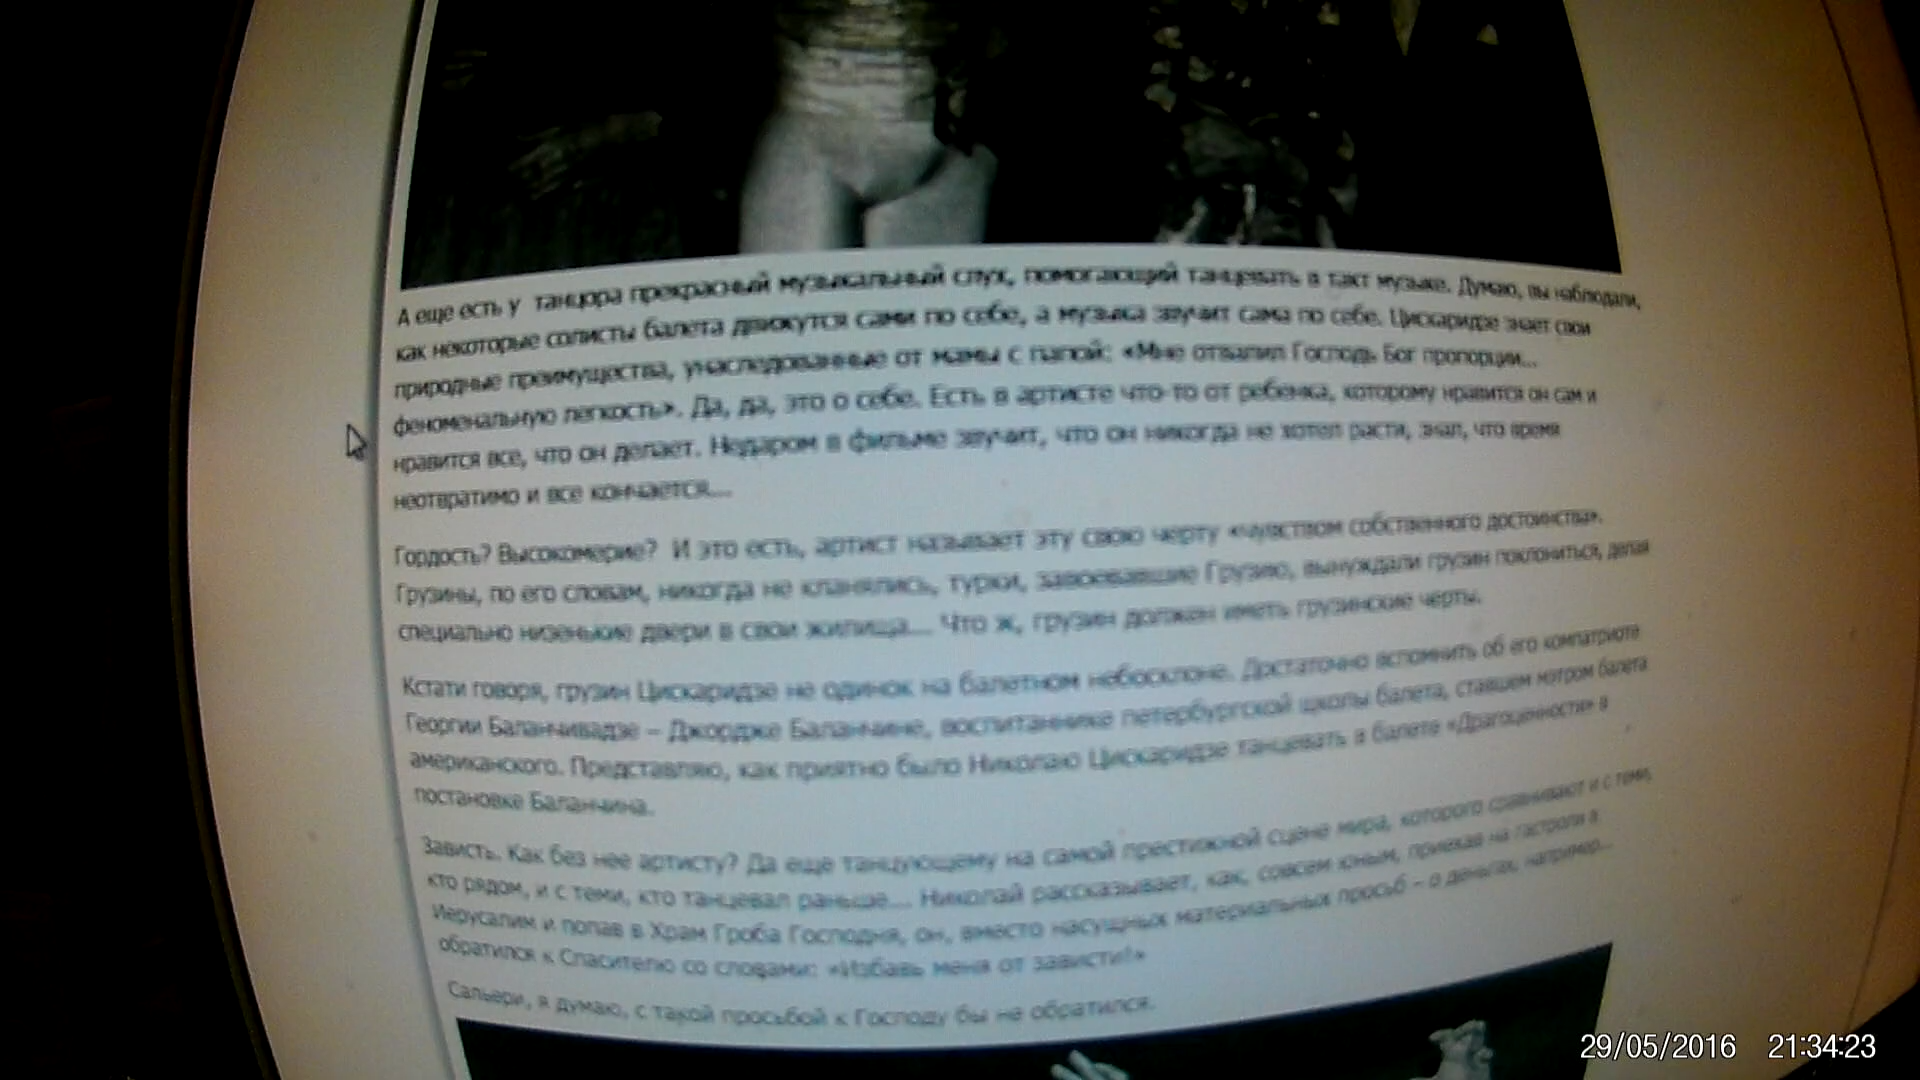 А еще есть у танцора прекрасный музыкальный слух, помогающий танцевать в такт музыке. Думаю, вы наблюдали,
как некоторые солисты балета движутся сами по себе, а музыка звучит сама по себе. Цискаридзе знает свои
природные преимущества, унаследованные от мамы с папой: «Мне отвалил Господь Бог пропорции...
феноменальную легкость». Да, да, это о себе. Есть в артисте что-то от ребенка, которому нравится он сам и
нравится все, что он делает. Недаром в фильме звучит, что он никогда не хотел расти, знал, что время
неотвратимо и все кончается...
Гордость? Высокомерие? И это есть, артист называет эту свою черту «чувством собственного достоинства».
Грузины, по его словам, никогда не кланялись, турки, завоевавшие Грузию, вынуждали грузин поклониться, делая
специально низенькие двери в свои жилища... Что ж, грузин должен иметь грузинские черты.
Кстати говоря, грузин Цискаридзе не одинок на балетном небосклоне. Достаточно вспомнить об его компатриоте
Георгии Баланчивадзе – Джордже Баланчине, воспитаннике петербургской школы балета, ставшем мэтром балета
американского. Представляю, как приятно было Николаю Цискаридзе танцевать в балете «Драгоценности» в
постановке Баланчина.
Зависть. Как без нее артисту? Да еще танцующему на самой престижной сцене мира, которого сравнивают и с теми,
кто рядом, и с теми, кто танцевал раньше... Николай рассказывает, как, совсем юным, приехав на гастроли в
Иерусалим и попав в Храм Гроба Господня, он, вместо насущных материальных просьб – о деньгах, например...
обратился к Спасителю со словами: «Избавь меня от зависти!»
Сальери, я думаю, с такой просьбой к Господу бы не обратился.
29/05/2016 21:34:23